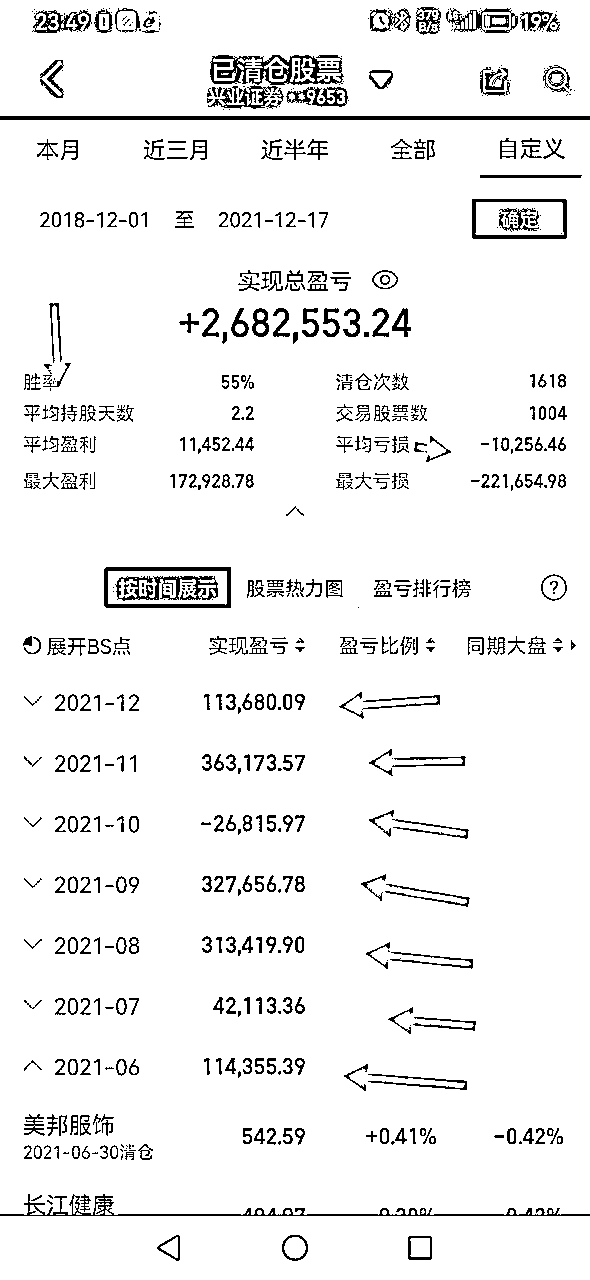 23:49
19%
已清仓股票
兴业证券 **9653
本月 近三月 近半年 全部 自定义
2018-12-01 至 2021-12-17 确定
实现总盈亏
+2,682,553.24
胜率 55% 清仓次数 1618
平均持股天数 2.2 交易股票数 1004
平均盈利 11,452.44 平均亏损 -10,256.46
最大盈利 172,928.78 最大亏损 -221,654.98
按时间展示 股票热力图 盈亏排行榜 ?
展开BS点 实现盈亏 盈亏比例 同期大盘
2021-12 113,680.09
2021-11 363,173.57
2021-10 -26,815.97
2021-09 327,656.78
2021-08 313,419.90
2021-07 42,113.36
2021-06 114,355.39
美邦服饰 542.59 +0.41% -0.42%
2021-06-30清仓
长江健康